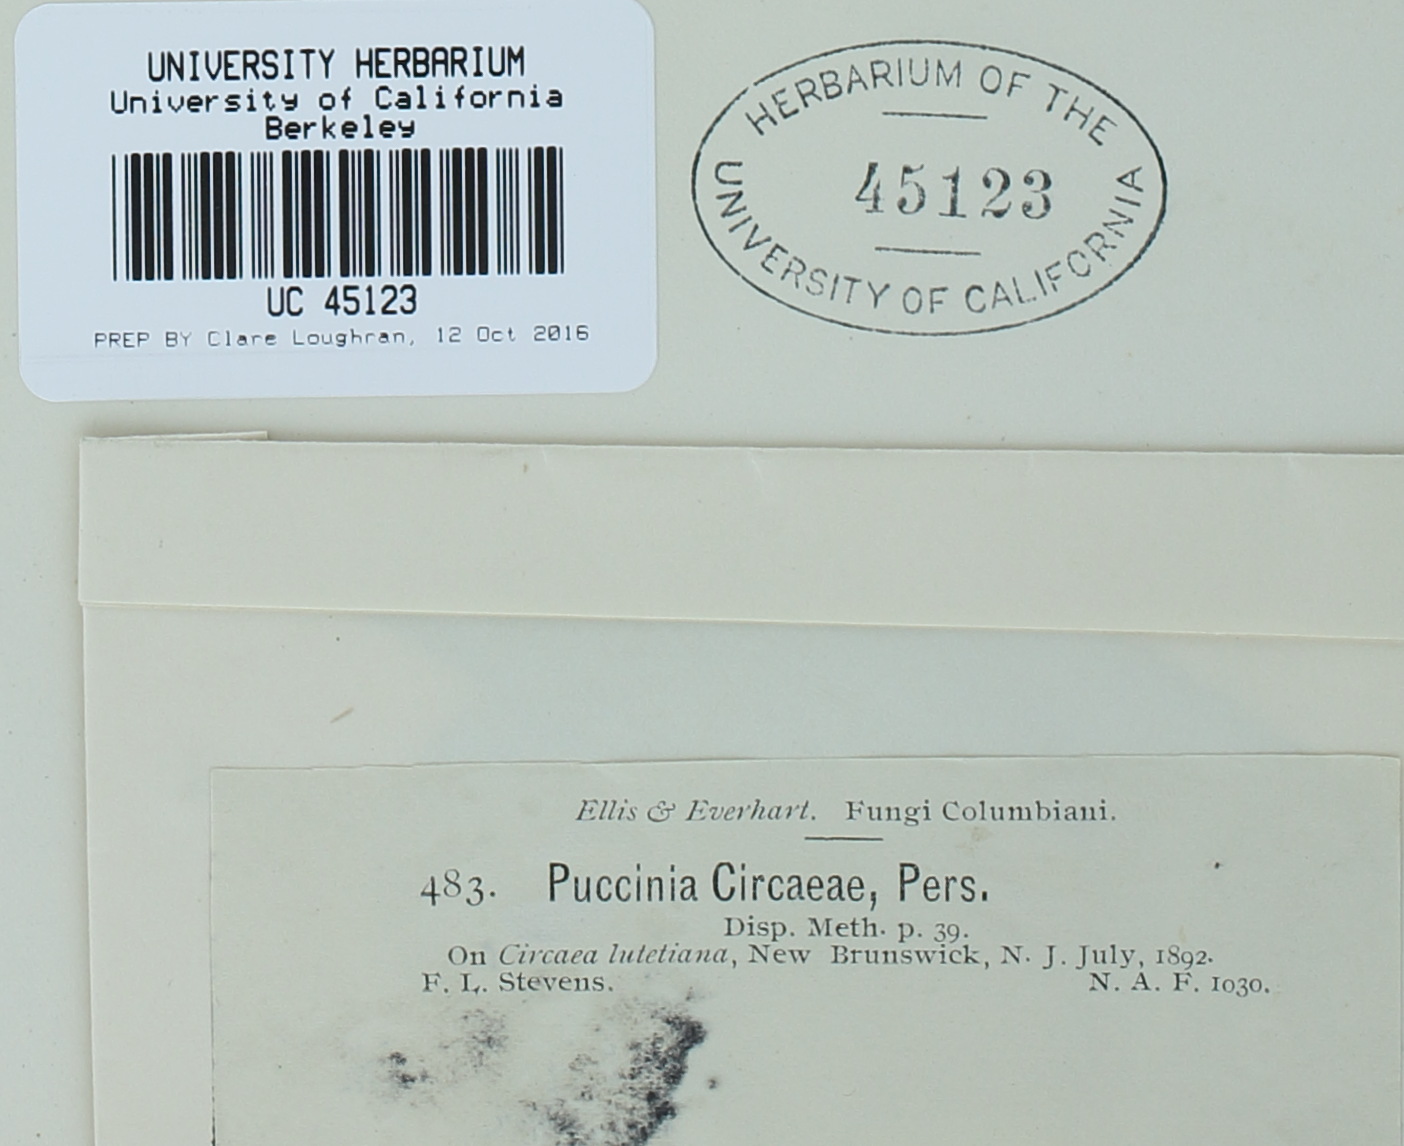 UNIVERSITY HERBARIUM
University of California
Berkeley
UC 45123
PREP BY Clare Loughran, 12 Oct 2016
HERBARIUM OF THE
45123
UNIVERSITY OF CALIFORNIA
Ellis & Everhart. Fungi Columbiani.
483. Puccinia Circaeae, Pers.
Disp. Meth. p. 39.
On Circaea lutetiana, New Brunswick, N. J. July, 1892.
F. L. Stevens. N. A. F. 1030.